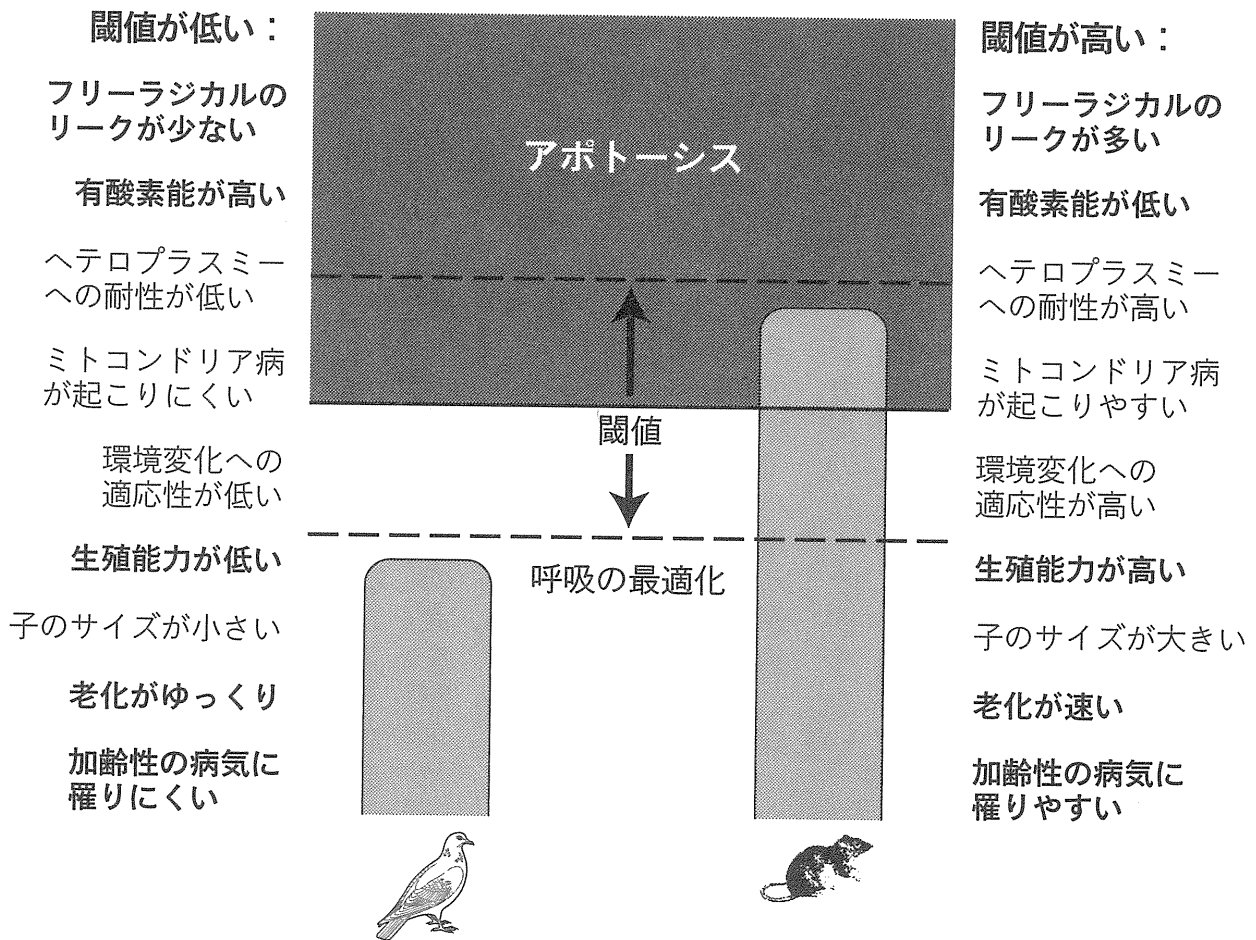 閾値が低い：
フリーラジカルの
リークが少ない
有酸素能が高い
ヘテロプラスミー
への耐性が低い
ミトコンドリア病
が起こりにくい
環境変化への
適応性が低い
生殖能力が低い
子のサイズが小さい
老化がゆっくり
加齢性の病気に
罹りにくい
アポトーシス
閾値
呼吸の最適化
閾値が高い：
フリーラジカルの
リークが多い
有酸素能が低い
ヘテロプラスミー
への耐性が高い
ミトコンドリア病
が起こりやすい
環境変化への
適応性が高い
生殖能力が高い
子のサイズが大きい
老化が速い
加齢性の病気に
罹りやすい